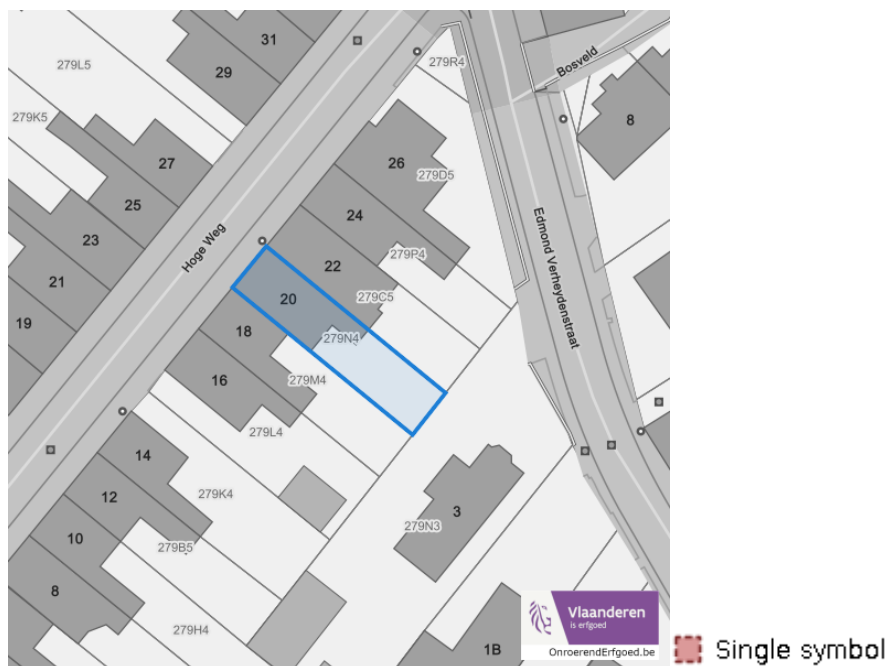 31
29
279L5
279R4
Bosveld
8
279K5
27
25
26
279D5
24
23
Hoge Weg
279P4
Edmond Verheydenstraat
21
22
279C5
20
19
18
279N4
16
279M4
279L4
14
279K4
12
3
279N3
10
279B5
8
279H4
1B
Vlaanderen
is erfgoed
OnroerendErfgoed.be
Single symbol